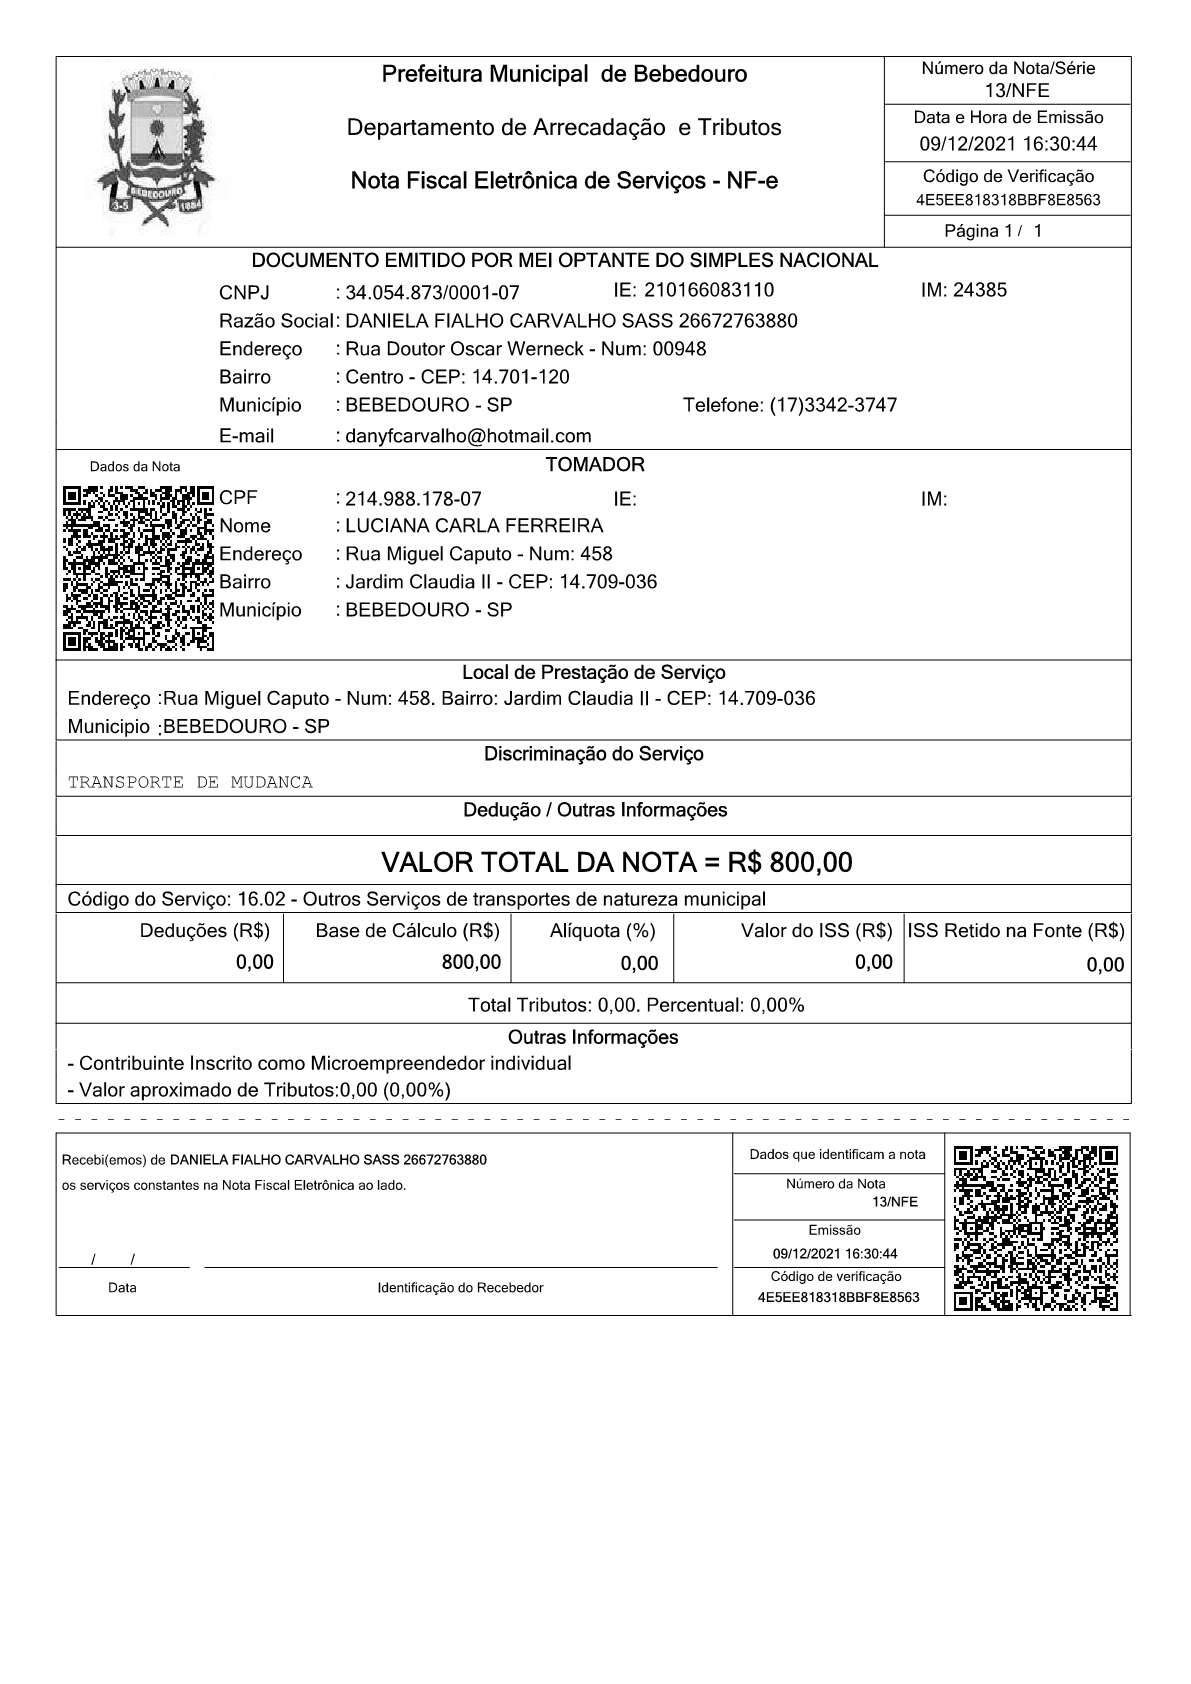 Prefeitura Municipal de Bebedouro
Departamento de Arrecadação e Tributos
Nota Fiscal Eletrônica de Serviços - NF-e
BEBEDOURO
3-5 1884
Número da Nota/Série
13/NFE
Data e Hora de Emissão
09/12/2021 16:30:44
Código de Verificação
4E5EE818318BBF8E8563
Página 1 / 1
DOCUMENTO EMITIDO POR MEI OPTANTE DO SIMPLES NACIONAL
CNPJ : 34.054.873/0001-07 IE: 210166083110 IM: 24385
Razão Social: DANIELA FIALHO CARVALHO SASS 26672763880
Endereço : Rua Doutor Oscar Werneck - Num: 00948
Bairro : Centro - CEP: 14.701-120
Município : BEBEDOURO - SP Telefone: (17)3342-3747
E-mail : danyfcarvalho@hotmail.com
Dados da Nota
TOMADOR
CPF : 214.988.178-07 IE: IM:
Nome : LUCIANA CARLA FERREIRA
Endereço : Rua Miguel Caputo - Num: 458
Bairro : Jardim Claudia II - CEP: 14.709-036
Município : BEBEDOURO - SP
Local de Prestação de Serviço
Endereço :Rua Miguel Caputo - Num: 458. Bairro: Jardim Claudia II - CEP: 14.709-036
Municipio :BEBEDOURO - SP
Discriminação do Serviço
TRANSPORTE DE MUDANCA
Dedução / Outras Informações
VALOR TOTAL DA NOTA = R$ 800,00
Código do Serviço: 16.02 - Outros Serviços de transportes de natureza municipal
Deduções (R$) Base de Cálculo (R$) Alíquota (%) Valor do ISS (R$) ISS Retido na Fonte (R$)
0,00 800,00 0,00 0,00 0,00
Total Tributos: 0,00. Percentual: 0,00%
Outras Informações
- Contribuinte Inscrito como Microempreendedor individual
- Valor aproximado de Tributos:0,00 (0,00%)
Recebi(emos) de DANIELA FIALHO CARVALHO SASS 26672763880
os serviços constantes na Nota Fiscal Eletrônica ao lado.
/ /
Data Identificação do Recebedor
Dados que identificam a nota
Número da Nota
13/NFE
Emissão
09/12/2021 16:30:44
Código de verificação
4E5EE818318BBF8E8563